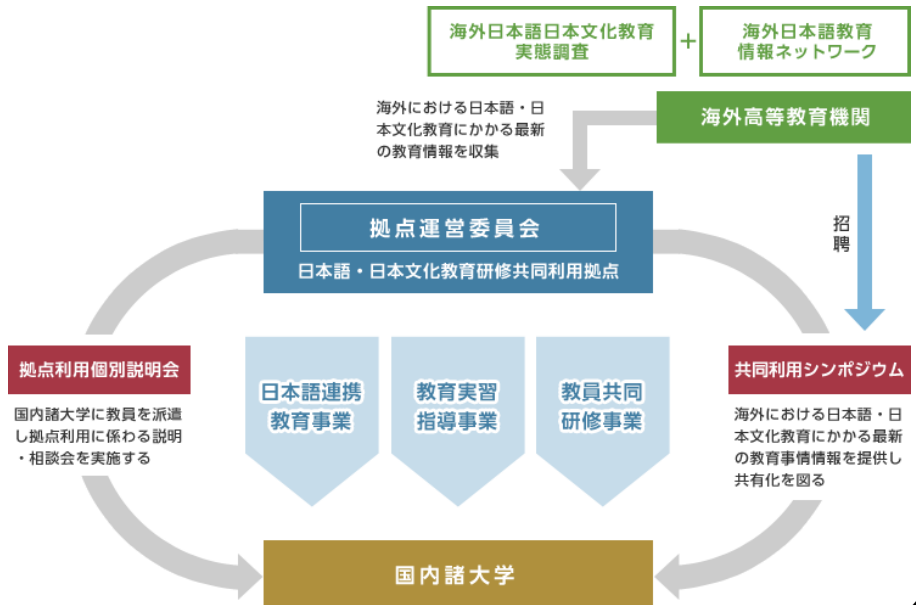 海外日本語日本文化教育
実態調査
+
海外日本語教育
情報ネットワーク
海外高等教育機関
海外における日本語・日
本文化教育にかかる最新
の教育情報を収集
招聘
拠点運営委員会
日本語・日本文化教育研修共同利用拠点
拠点利用個別説明会
国内諸大学に教員を派遣
し拠点利用に係わる説明
・相談会を実施する
日本語連携
教育事業
教育実習
指導事業
教員共同
研修事業
共同利用シンポジウム
海外における日本語・日
本文化教育にかかる最新
の教育事情情報を提供し
共有化を図る
国内諸大学